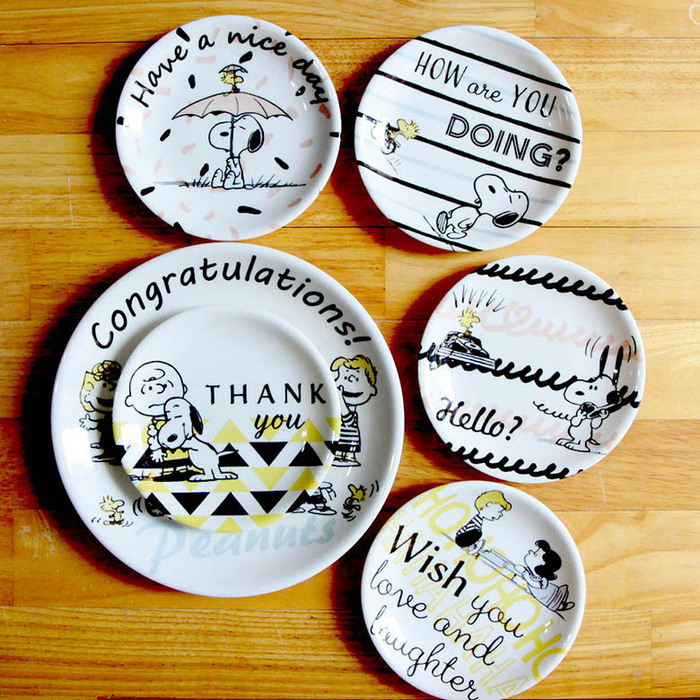 Have a nice day
HOW are YOU
DOING?
Congratulations!
THANK
you
Peanuts
Hello?
Wish you
love and
laughter